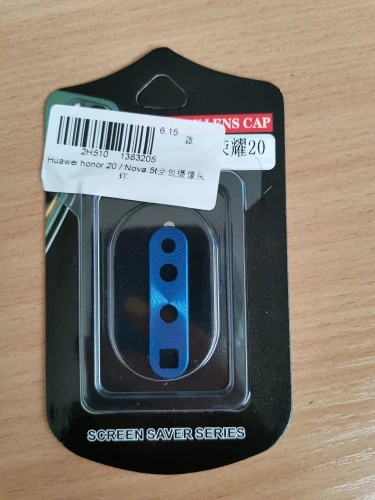 6.15
蓝
2H510 1383205
Huawei honor 20 / Nova 5t全包摄像头
环
LENS CAP
耀20
SCREEN SAVER SERIES